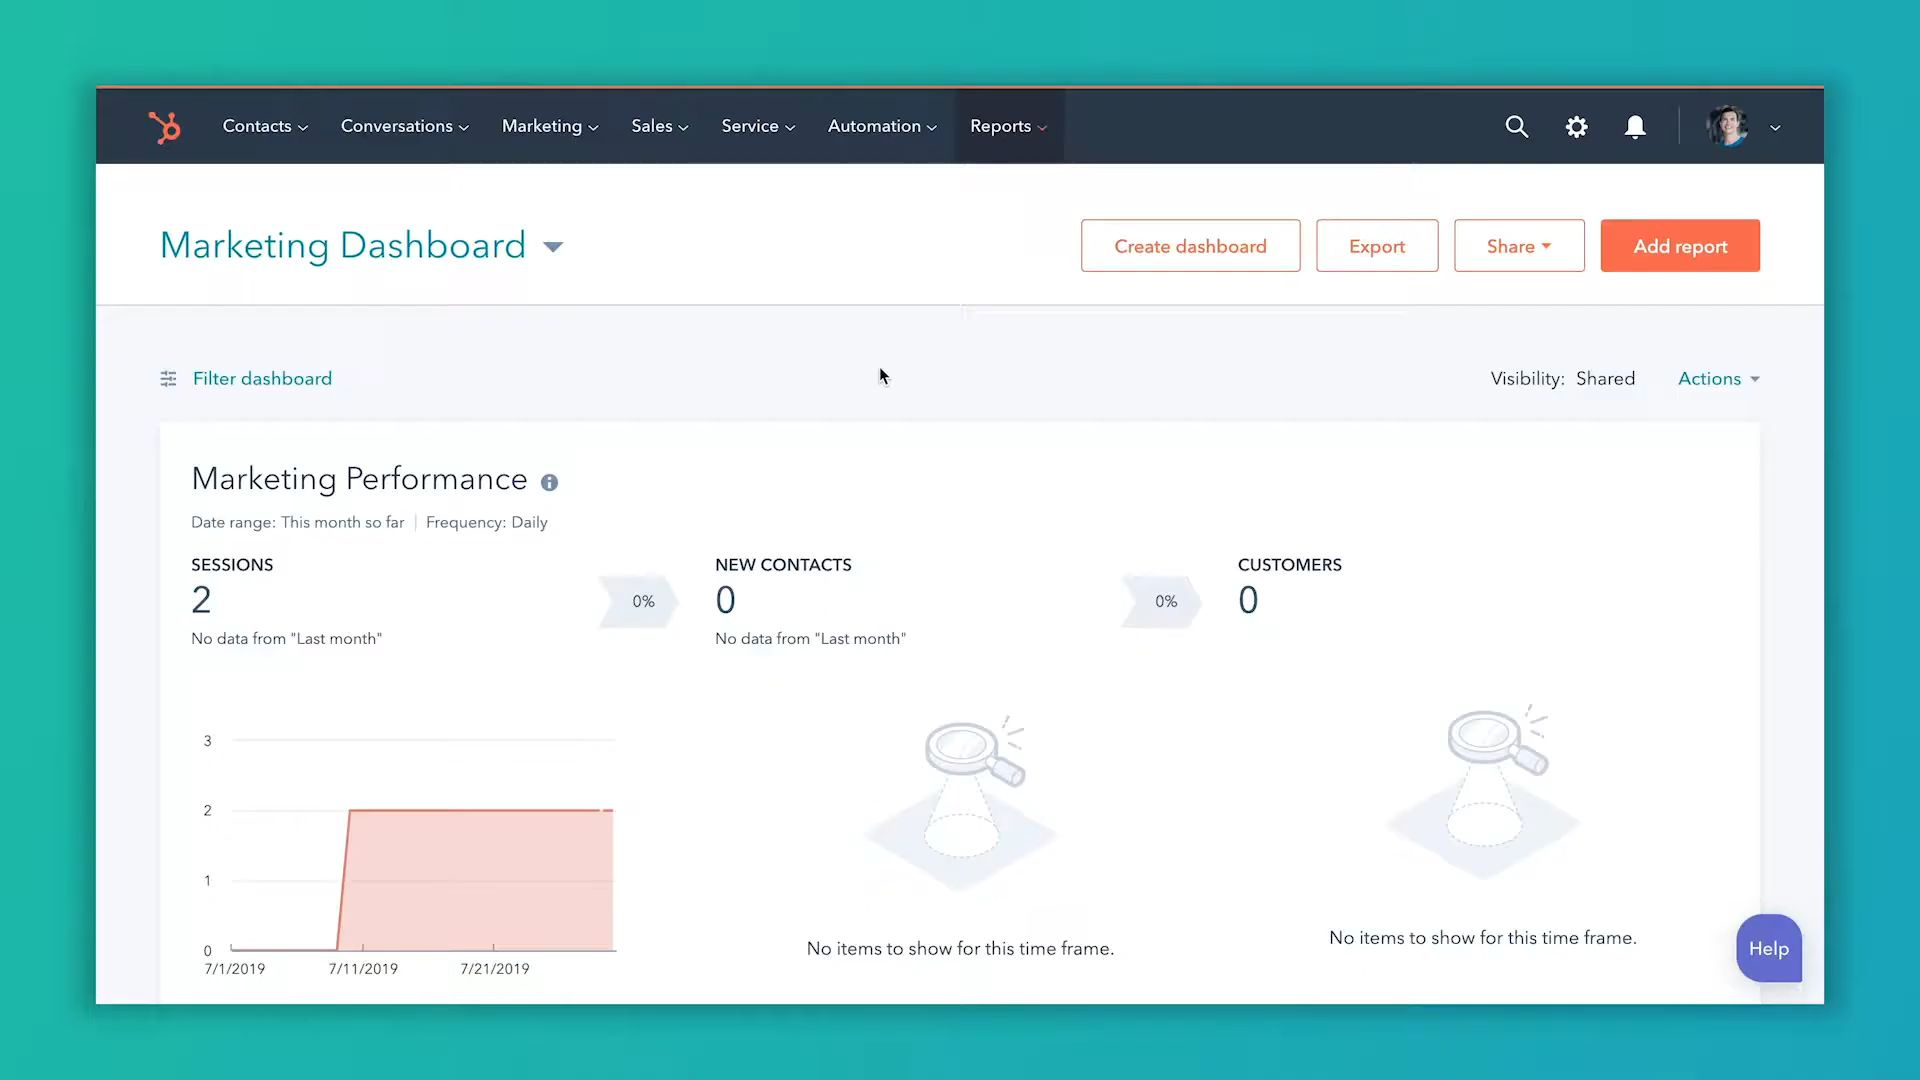 Contacts Conversations Marketing Sales Service Automation Reports
Marketing Dashboard
Create dashboard Export Share Add report
Filter dashboard
Visibility: Shared Actions
Marketing Performance
Date range: This month so far Frequency: Daily
SESSIONS
2
No data from "Last month"
0%
NEW CONTACTS
0
No data from "Last month"
0%
CUSTOMERS
0
3
2
1
0
7/1/2019 7/11/2019 7/21/2019
No items to show for this time frame.
No items to show for this time frame.
Help